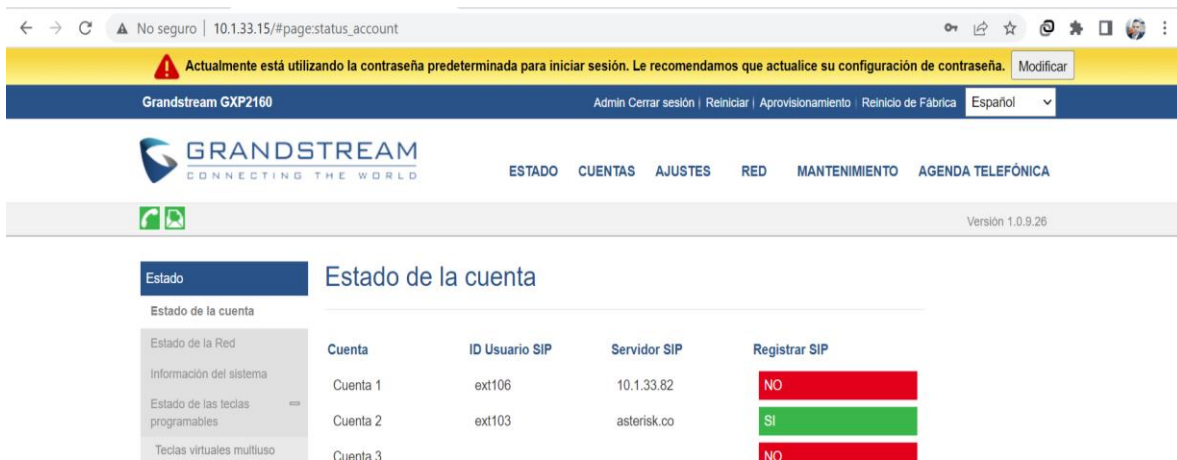 No seguro | 10.1.33.15/#page:status_account
Actualmente está utilizando la contraseña predeterminada para iniciar sesión. Le recomendamos que actualice su configuración de contraseña. Modificar
Grandstream GXP2160 Admin Cerrar sesión | Reiniciar | Aprovisionamiento | Reinicio de Fábrica Español
GRANDSTREAM
CONNECTING THE WORLD
ESTADO CUENTAS AJUSTES RED MANTENIMIENTO AGENDA TELEFÓNICA
Versión 1.0.9.26
Estado
Estado de la cuenta
Estado de la Red
Información del sistema
Estado de las teclas
programables
Teclas virtuales multiuso
Estado de la cuenta
Cuenta ID Usuario SIP Servidor SIP Registrar SIP
Cuenta 1 ext106 10.1.33.82 NO
Cuenta 2 ext103 asterisk.co SI
Cuenta 3 NO